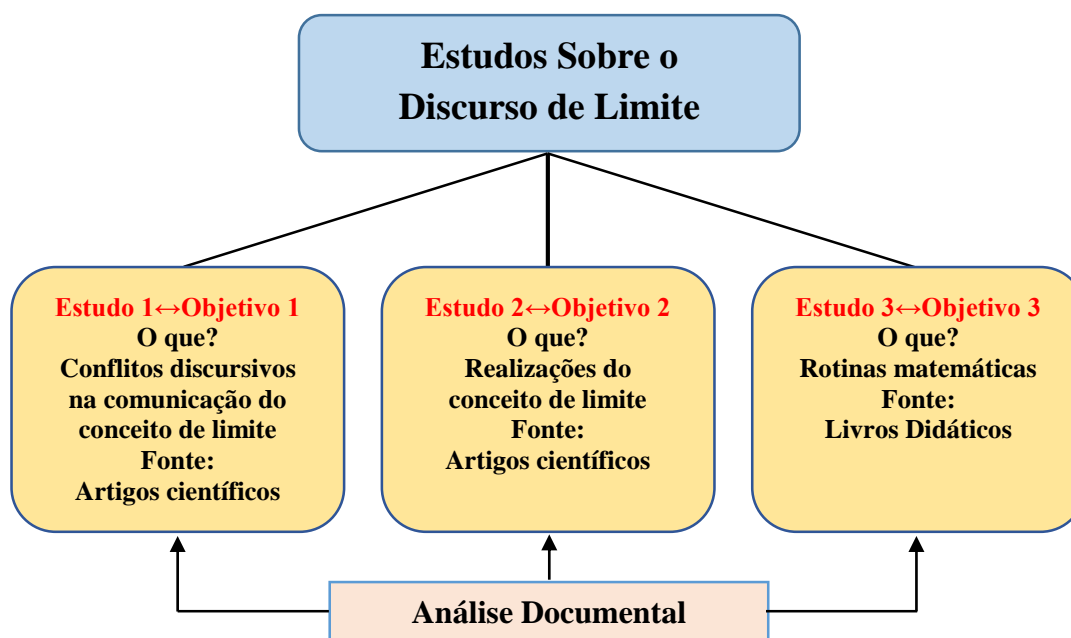 Estudos Sobre o
Discurso de Limite
Estudo 1↔Objetivo 1
O que?
Conflitos discursivos
na comunicação do
conceito de limite
Fonte:
Artigos científicos
Estudo 2↔Objetivo 2
O que?
Realizações do
conceito de limite
Fonte:
Artigos científicos
Estudo 3↔Objetivo 3
O que?
Rotinas matemáticas
Fonte:
Livros Didáticos
Análise Documental